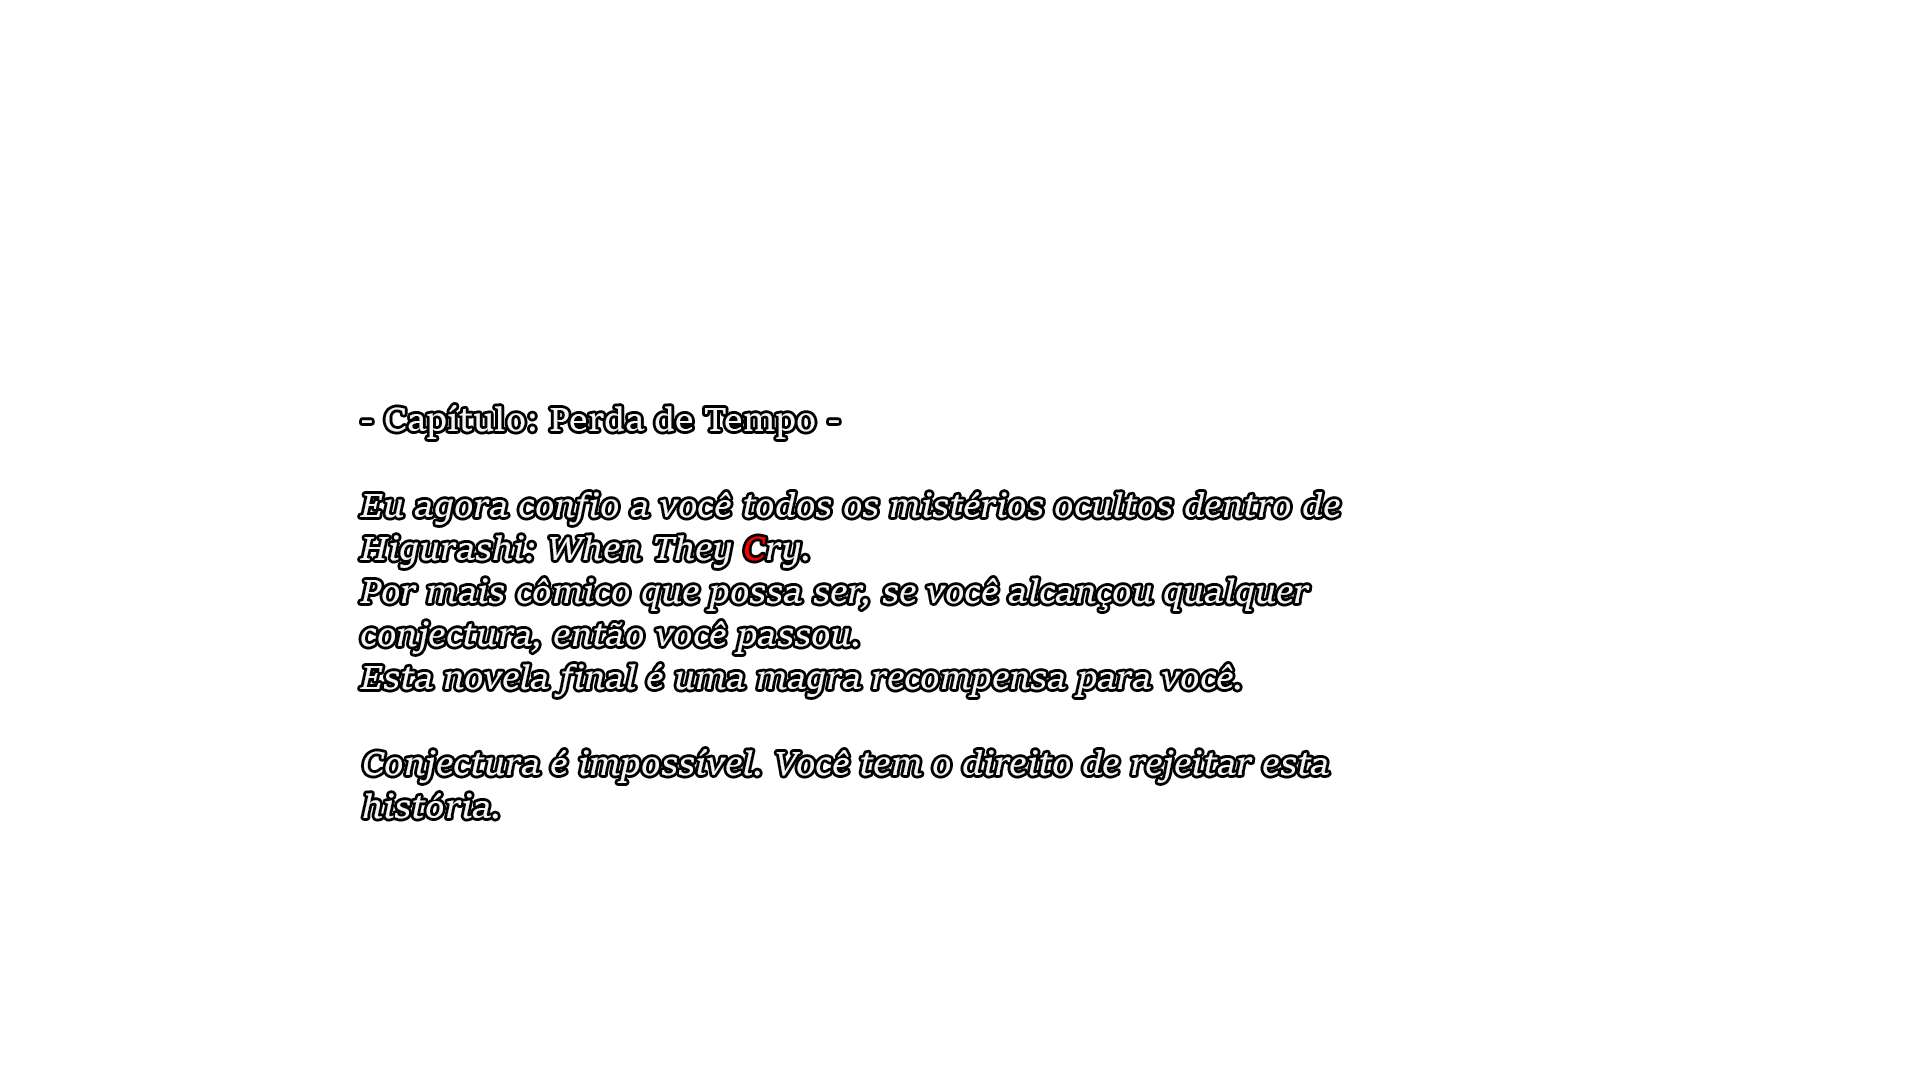 - Capítulo: Perda de Tempo -
Eu agora confio a você todos os mistérios ocultos dentro de
Higurashi: When They Cry.
Por mais cômico que possa ser, se você alcançou qualquer
conjectura, então você passou.
Esta novela final é uma magra recompensa para você.
Conjectura é impossível. Você tem o direito de rejeitar esta
história.